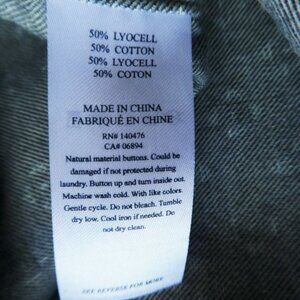 50% LYOCELL
50% COTTON
50% LYOCELL
50% COTON
MADE IN CHINA
FABRIQUÉ EN CHINE
RN# 140476
CA# 06894
Natural material buttons. Could be
damaged if not protected during
laundry. Button up and turn inside out.
Machine wash cold. With like colors.
Gentle cycle. Do not bleach. Tumble
dry low. Cool iron if needed. Do
not dry clean.
SEE REVERSE FOR MORE